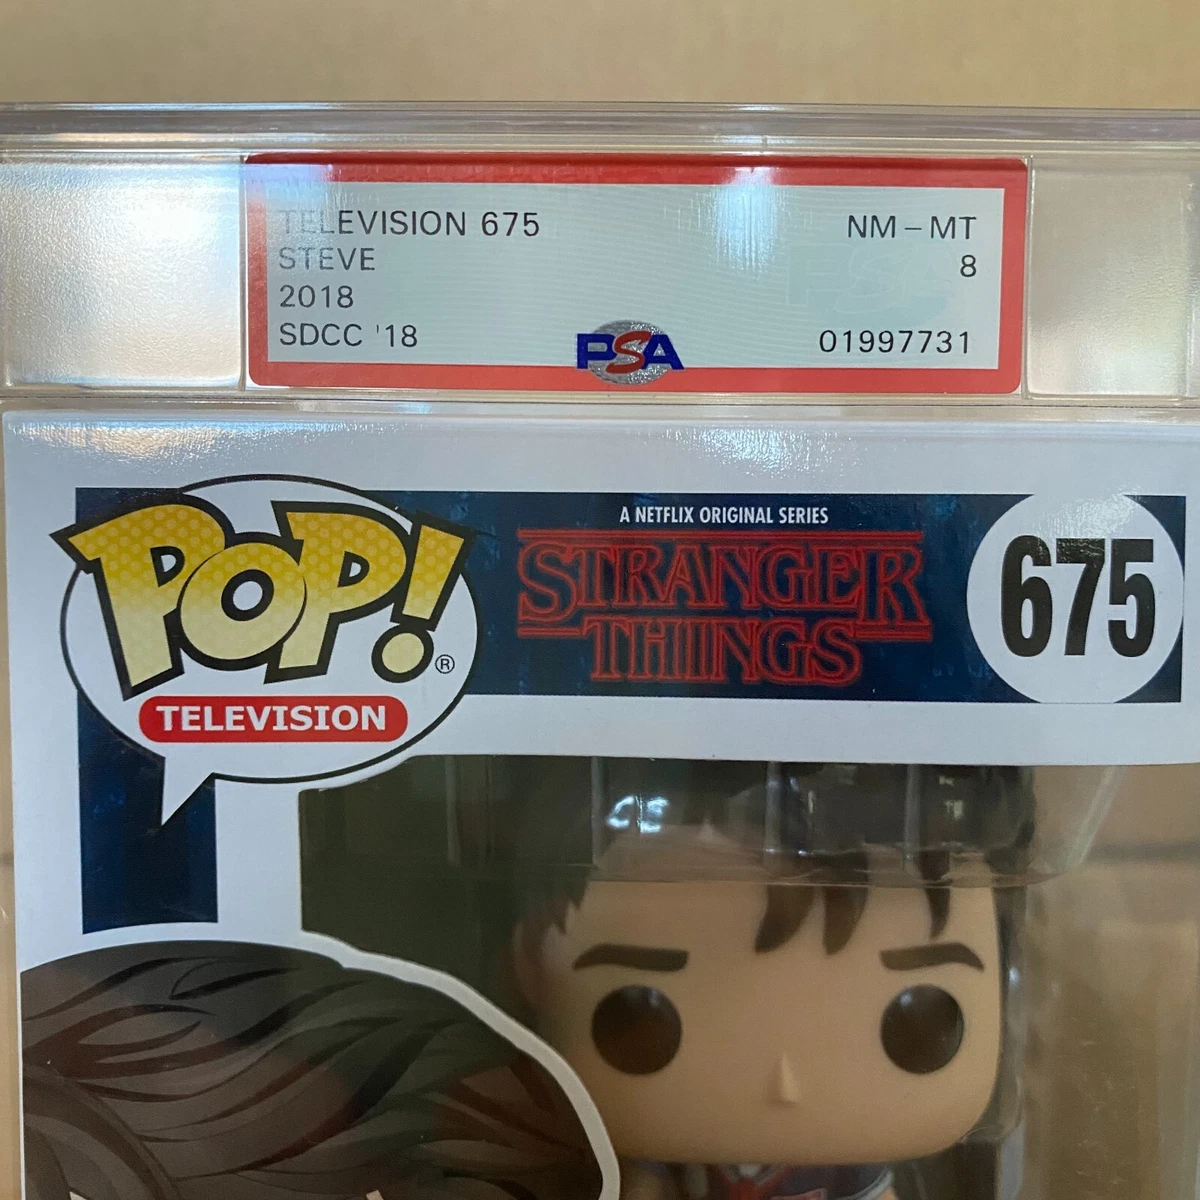 TELEVISION 675
STEVE
2018
SDCC '18
NM – MT
8
01997731
PSA
PSA
POP!®
TELEVISION
A NETFLIX ORIGINAL SERIES
STRANGER
THINGS
675